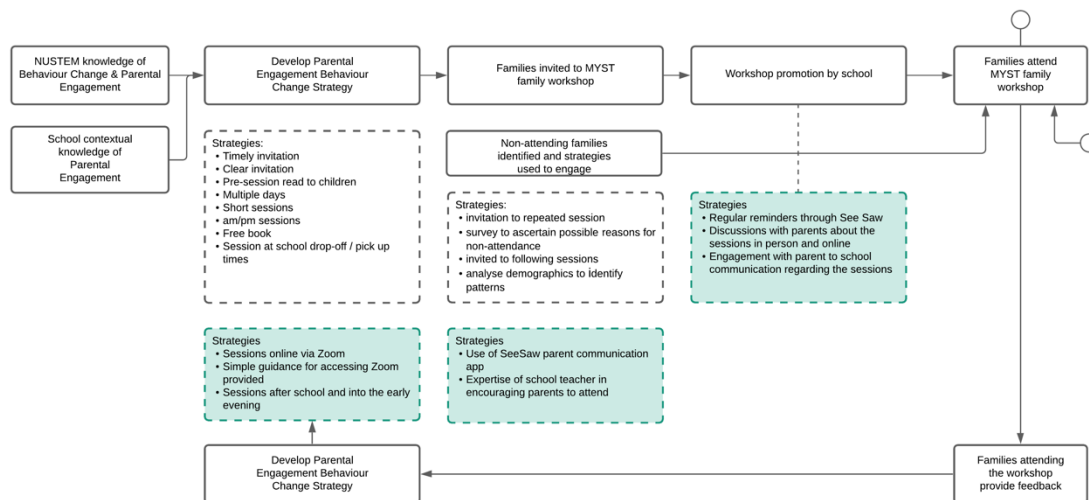 NUSTEM knowledge of
Behaviour Change & Parental
Engagement
School contextual
knowledge of
Parental
Engagement
Develop Parental
Engagement Behaviour
Change Strategy
Families invited to MYST
family workshop
Workshop promotion by school
Families attend
MYST family
workshop
Strategies:
• Timely invitation
• Clear invitation
• Pre-session read to children
• Multiple days
• Short sessions
• am/pm sessions
• Free book
• Session at school drop-off / pick up
times
Non-attending families
identified and strategies
used to engage
Strategies:
• invitation to repeated session
• survey to ascertain possible reasons for
non-attendance
• invited to following sessions
• analyse demographics to identify
patterns
Strategies
• Regular reminders through See Saw
• Discussions with parents about the
sessions in person and online
• Engagement with parent to school
communication regarding the sessions
Strategies
• Sessions online via Zoom
• Simple guidance for accessing Zoom
provided
• Sessions after school and into the early
evening
Strategies
• Use of SeeSaw parent communication
app
• Expertise of school teacher in
encouraging parents to attend
Develop Parental
Engagement Behaviour
Change Strategy
Families attending
the workshop
provide feedback